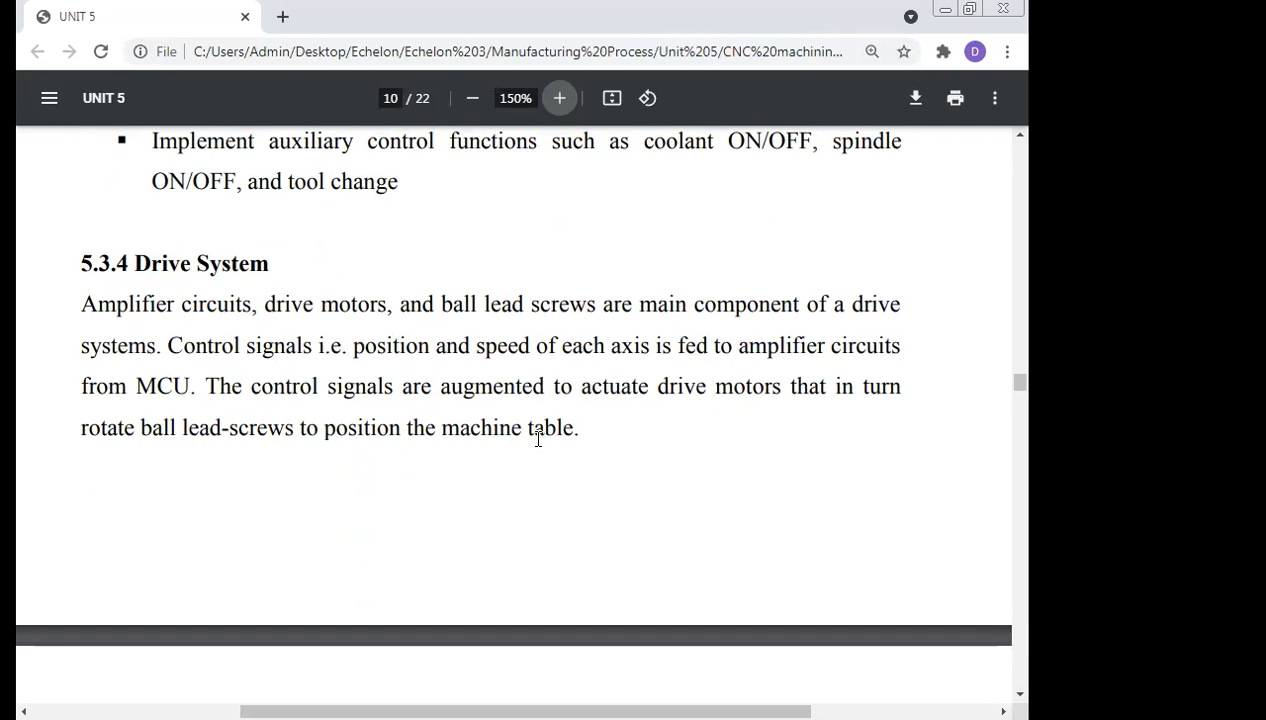 UNIT 5
File C:/Users/Admin/Desktop/Echelon/Echelon%203/Manufacturing%20Process/Unit%205/CNC%20machinin... D
UNIT 5 10 / 22 150%
Implement auxiliary control functions such as coolant ON/OFF, spindle
ON/OFF, and tool change
5.3.4 Drive System
Amplifier circuits, drive motors, and ball lead screws are main component of a drive
systems. Control signals i.e. position and speed of each axis is fed to amplifier circuits
from MCU. The control signals are augmented to actuate drive motors that in turn
rotate ball lead-screws to position the machine table.